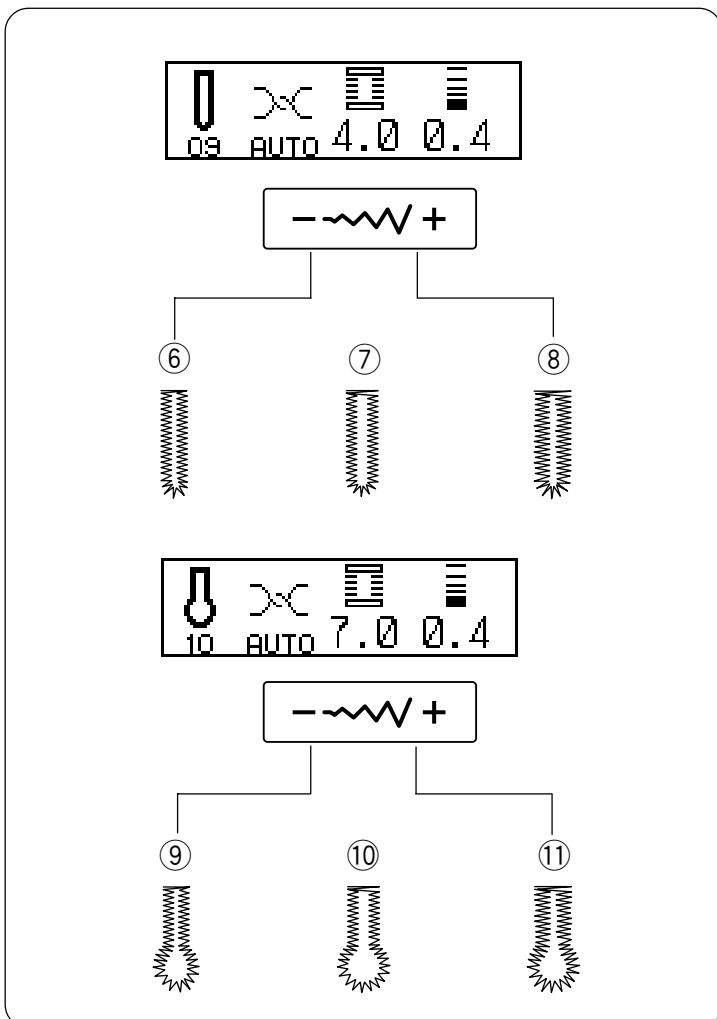 09 AUTO 4.0 0.4
− +
⑥ ⑦ ⑧
10 AUTO 7.0 0.4
− +
⑨ ⑩ ⑪